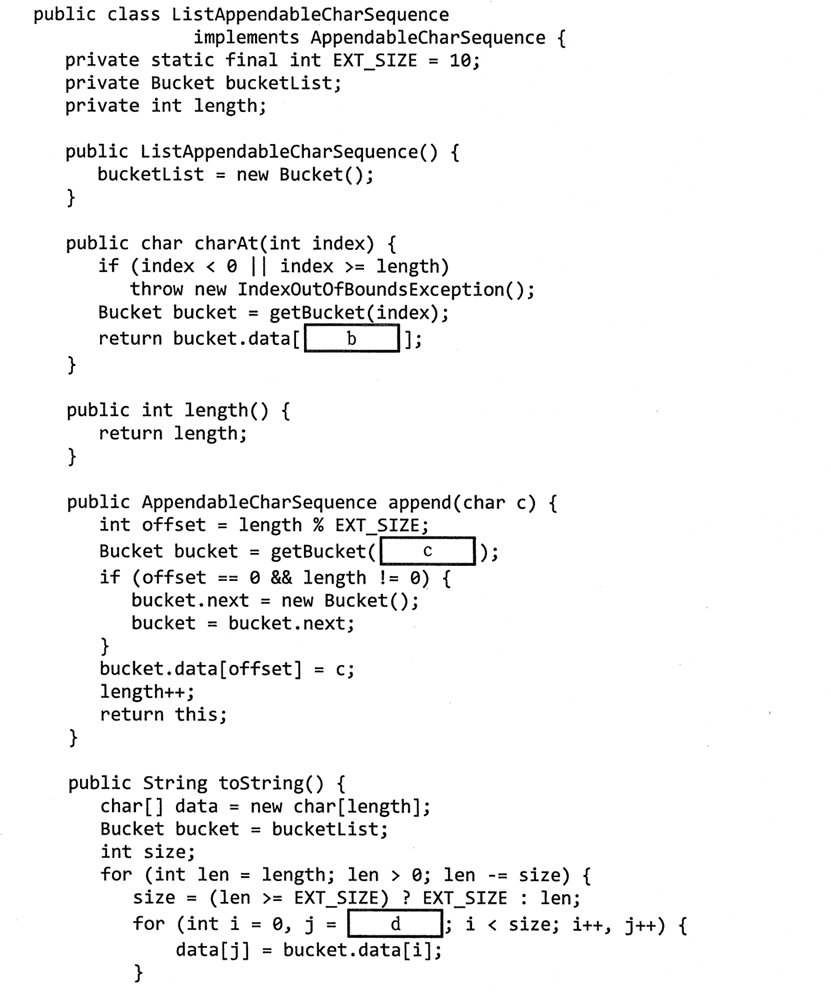 public class ListAppendableCharSequence
implements AppendableCharSequence {
private static final int EXT_SIZE = 10;
private Bucket bucketList;
private int length;
public ListAppendableCharSequence() {
bucketList = new Bucket();
}
public char charAt(int index) {
if (index < 0 || index >= length)
throw new IndexOutOfBoundsException();
Bucket bucket = getBucket(index);
return bucket.data[ b ];
}
public int length() {
return length;
}
public AppendableCharSequence append(char c) {
int offset = length % EXT_SIZE;
Bucket bucket = getBucket( c );
if (offset == 0 && length != 0) {
bucket.next = new Bucket();
bucket = bucket.next;
}
bucket.data[offset] = c;
length++;
return this;
}
public String toString() {
char[] data = new char[length];
Bucket bucket = bucketList;
int size;
for (int len = length; len > 0; len -= size) {
size = (len >= EXT_SIZE) ? EXT_SIZE : len;
for (int i = 0, j = d ; i < size; i++, j++) {
data[j] = bucket.data[i];
}